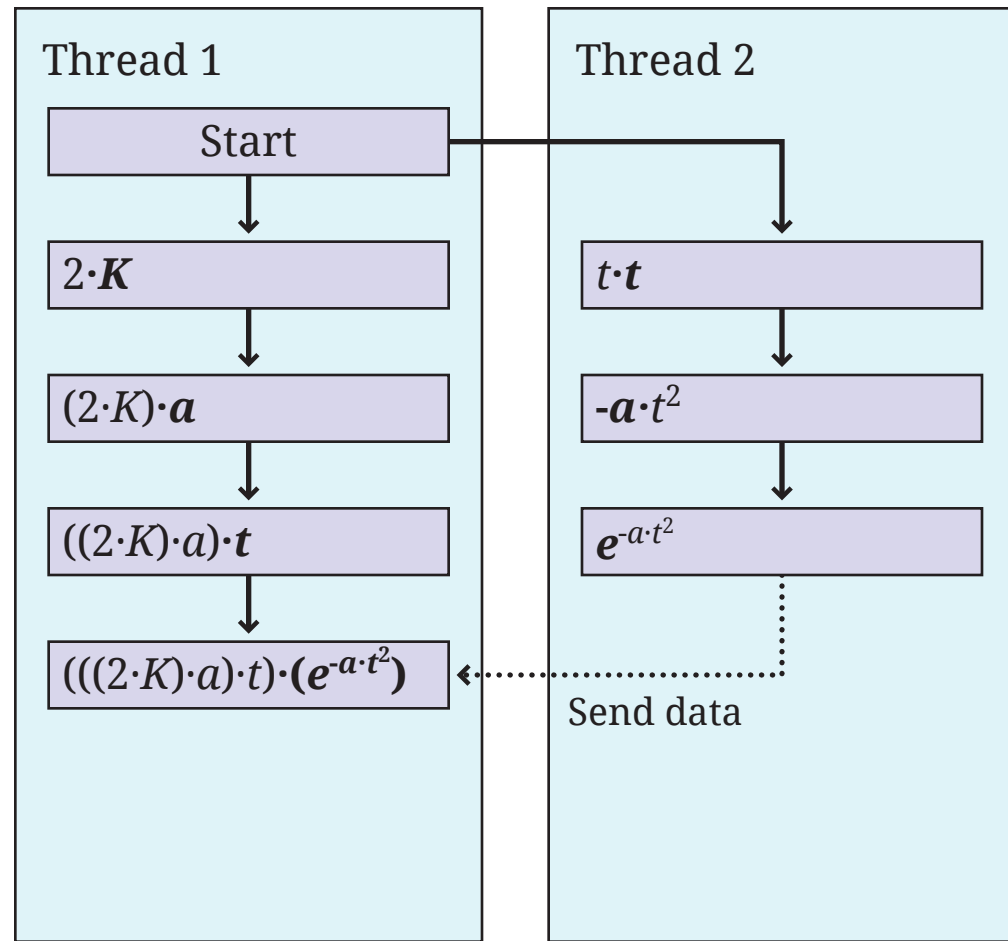 Thread 1
Start
2·K
(2·K)·a
((2·K)·a)·t
(((2·K)·a)·t)·(e^-a·t²)
Thread 2
t·t
-a·t²
e^-a·t²
Send data